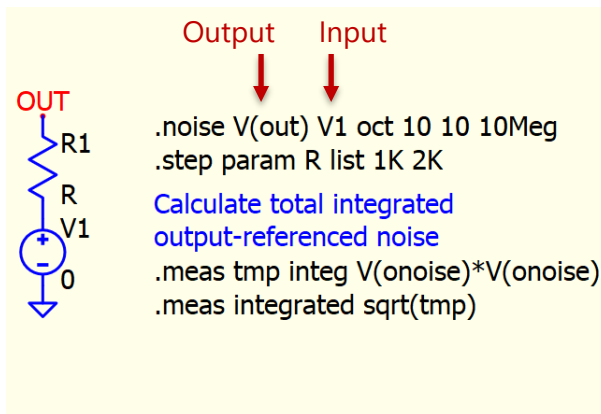 Output Input
OUT
R1
R
V1
0
.noise V(out) V1 oct 10 10 10Meg
.step param R list 1K 2K
Calculate total integrated
output-referenced noise
.meas tmp integ V(onoise)*V(onoise)
.meas integrated sqrt(tmp)